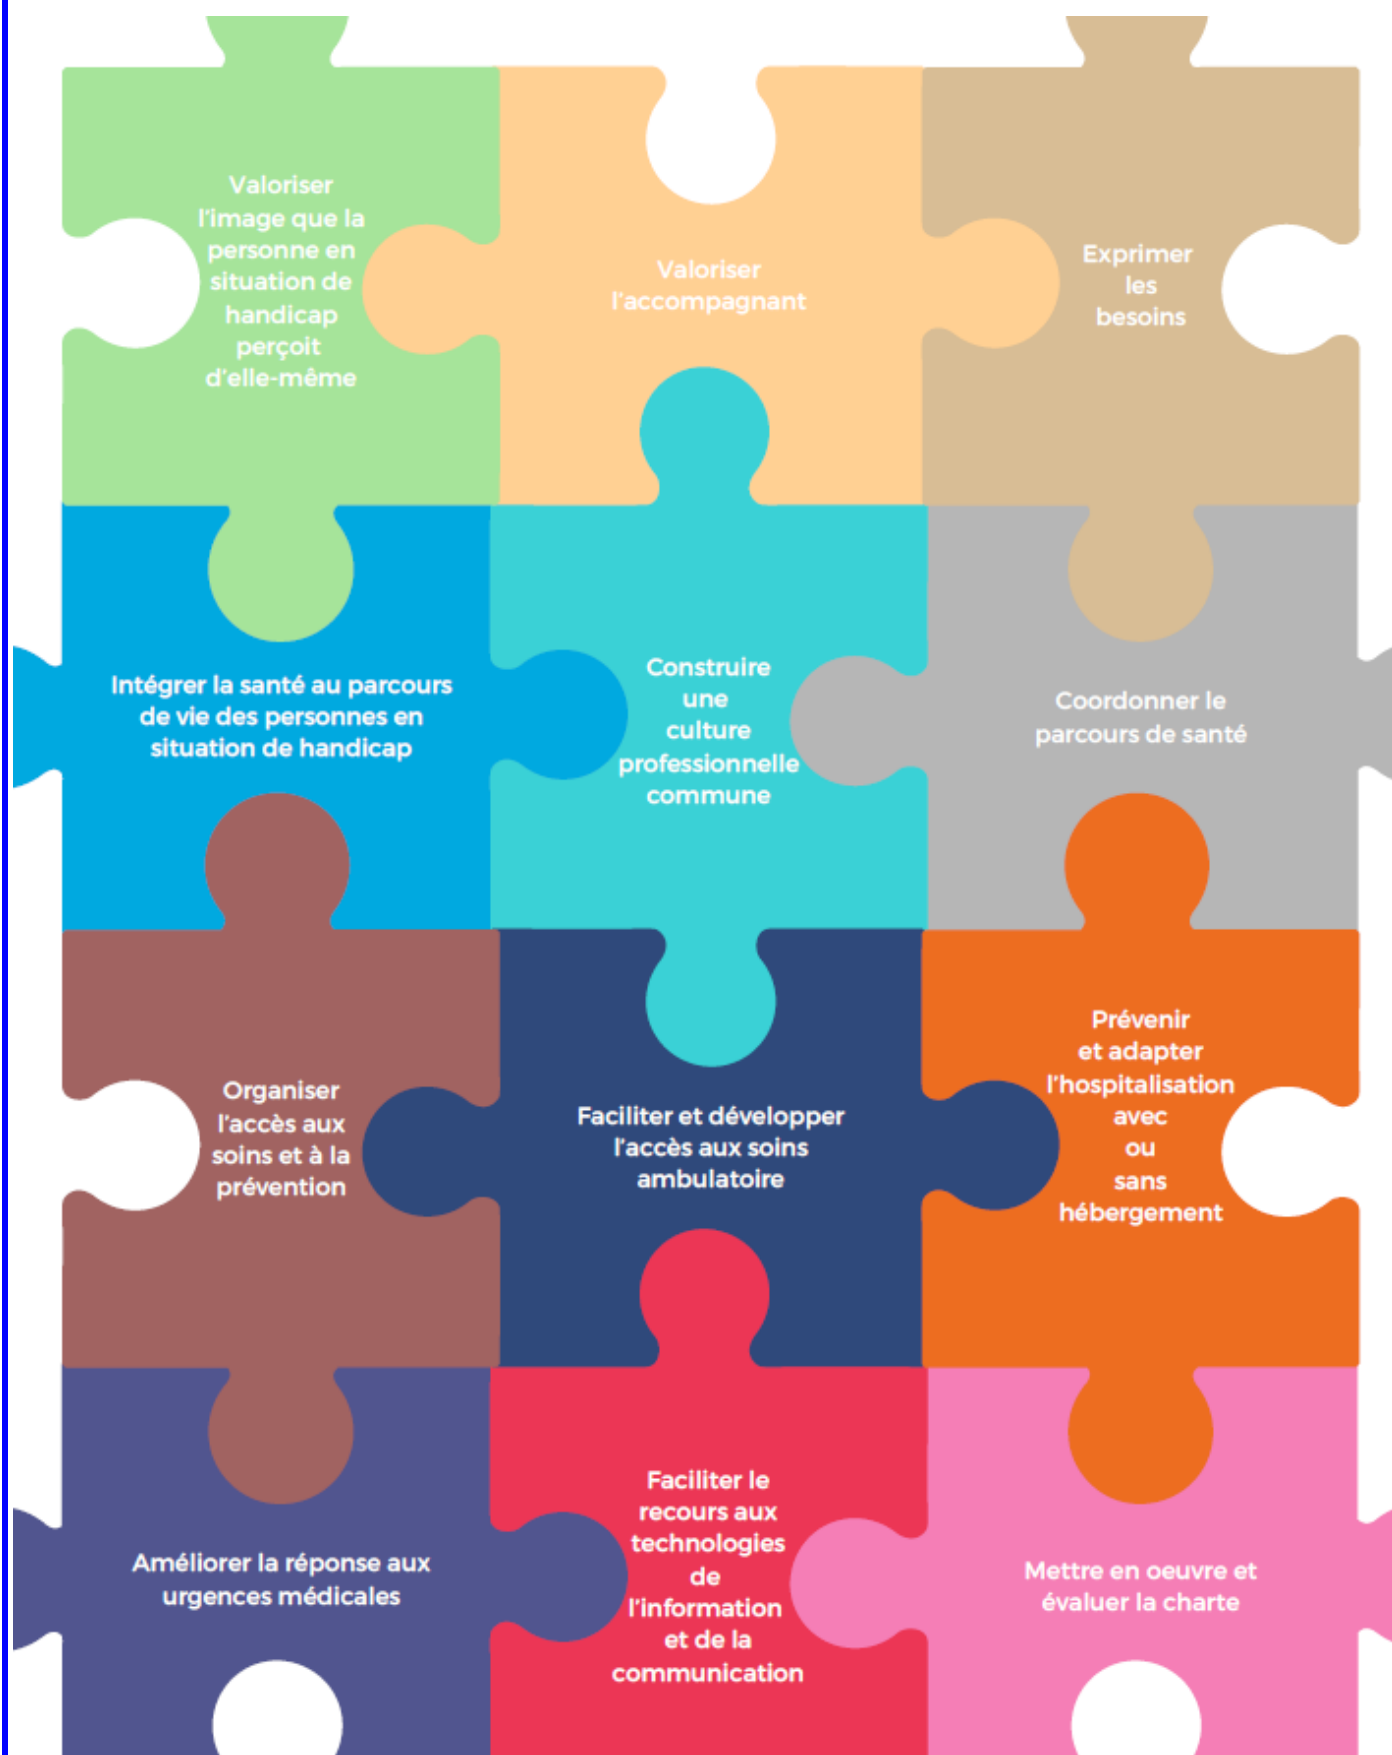 Valoriser
l'image que la
personne en
situation de
handicap
perçoit
d'elle-même
Valoriser
l'accompagnant
Exprimer
les
besoins
Intégrer la santé au parcours
de vie des personnes en
situation de handicap
Construire
une
culture
professionnelle
commune
Coordonner le
parcours de santé
Organiser
l'accès aux
soins et à la
prévention
Faciliter et développer
l'accès aux soins
ambulatoire
Prévenir
et adapter
l'hospitalisation
avec
ou
sans
hébergement
Améliorer la réponse aux
urgences médicales
Faciliter le
recours aux
technologies
de
l'information
et de la
communication
Mettre en oeuvre et
évaluer la charte